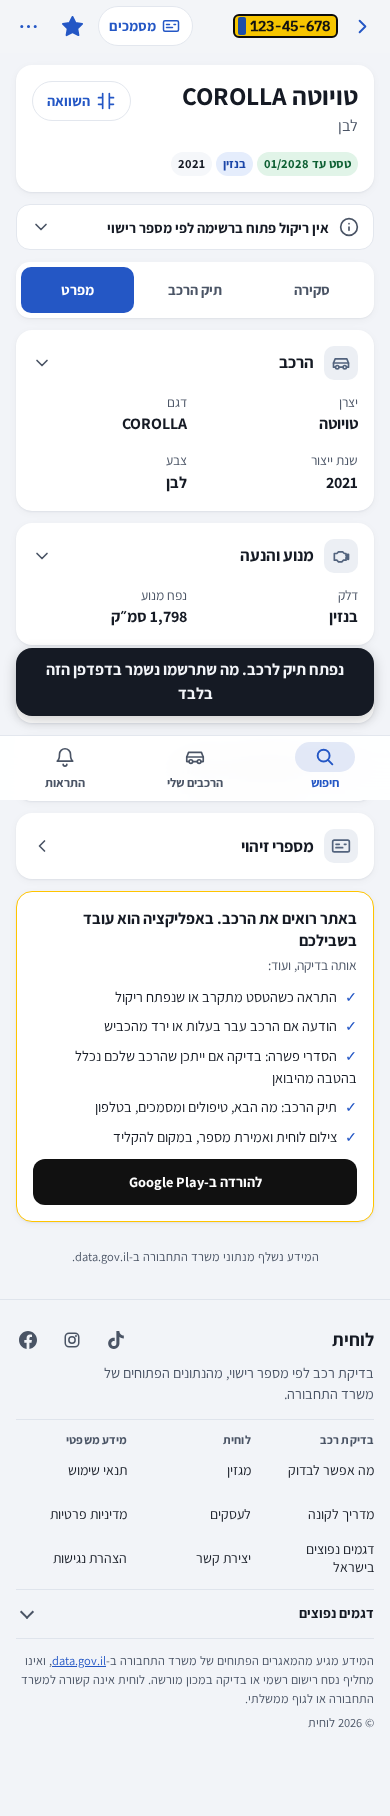 123-45-678
מסמכים
טויוטה COROLLA
השוואה
לבן
טסט עד 01/2028
בנזין
2021
אין ריקול פתוח ברשימה לפי מספר רישוי
סקירה
תיק הרכב
מפרט
הרכב
יצרן
דגם
טויוטה
COROLLA
שנת ייצור
צבע
2021
לבן
מנוע והנעה
דלק
נפח מנוע
בנזין
1,798 סמ״ק
נפתח תיק לרכב. מה שתרשמו נשמר בדפדפן הזה
בלבד
חיפוש
הרכבים שלי
התראות
מספרי זיהוי
באתר רואים את הרכב. באפליקציה הוא עובד
בשבילכם
אותה בדיקה, ועוד:
✓ התראה כשהטסט מתקרב או שנפתח ריקול
✓ הודעה אם הרכב עבר בעלות או ירד מהכביש
✓ הסדרי פשרה: בדיקה אם ייתכן שהרכב שלכם נכלל
בהטבה מהיבואן
✓ תיק הרכב: מה הבא, טיפולים ומסמכים, בטלפון
✓ צילום לוחית ואמירת מספר, במקום להקליד
להורדה ב-Google Play
המידע נשלף מנתוני משרד התחבורה ב-data.gov.il.
לוחית
בדיקת רכב לפי מספר רישוי, מהנתונים הפתוחים של
משרד התחבורה.
בדיקת רכב
לוחית
מידע משפטי
מה אפשר לבדוק
מגזין
תנאי שימוש
מדריך לקונה
לעסקים
מדיניות פרטיות
דגמים נפוצים
בישראל
יצירת קשר
הצהרת נגישות
דגמים נפוצים
המידע מגיע מהמאגרים הפתוחים של משרד התחבורה ב-data.gov.il, ואינו
מחליף נסח רישום רשמי או בדיקה במכון מורשה. לוחית אינה קשורה למשרד
התחבורה או לגוף ממשלתי.
© 2026 לוחית